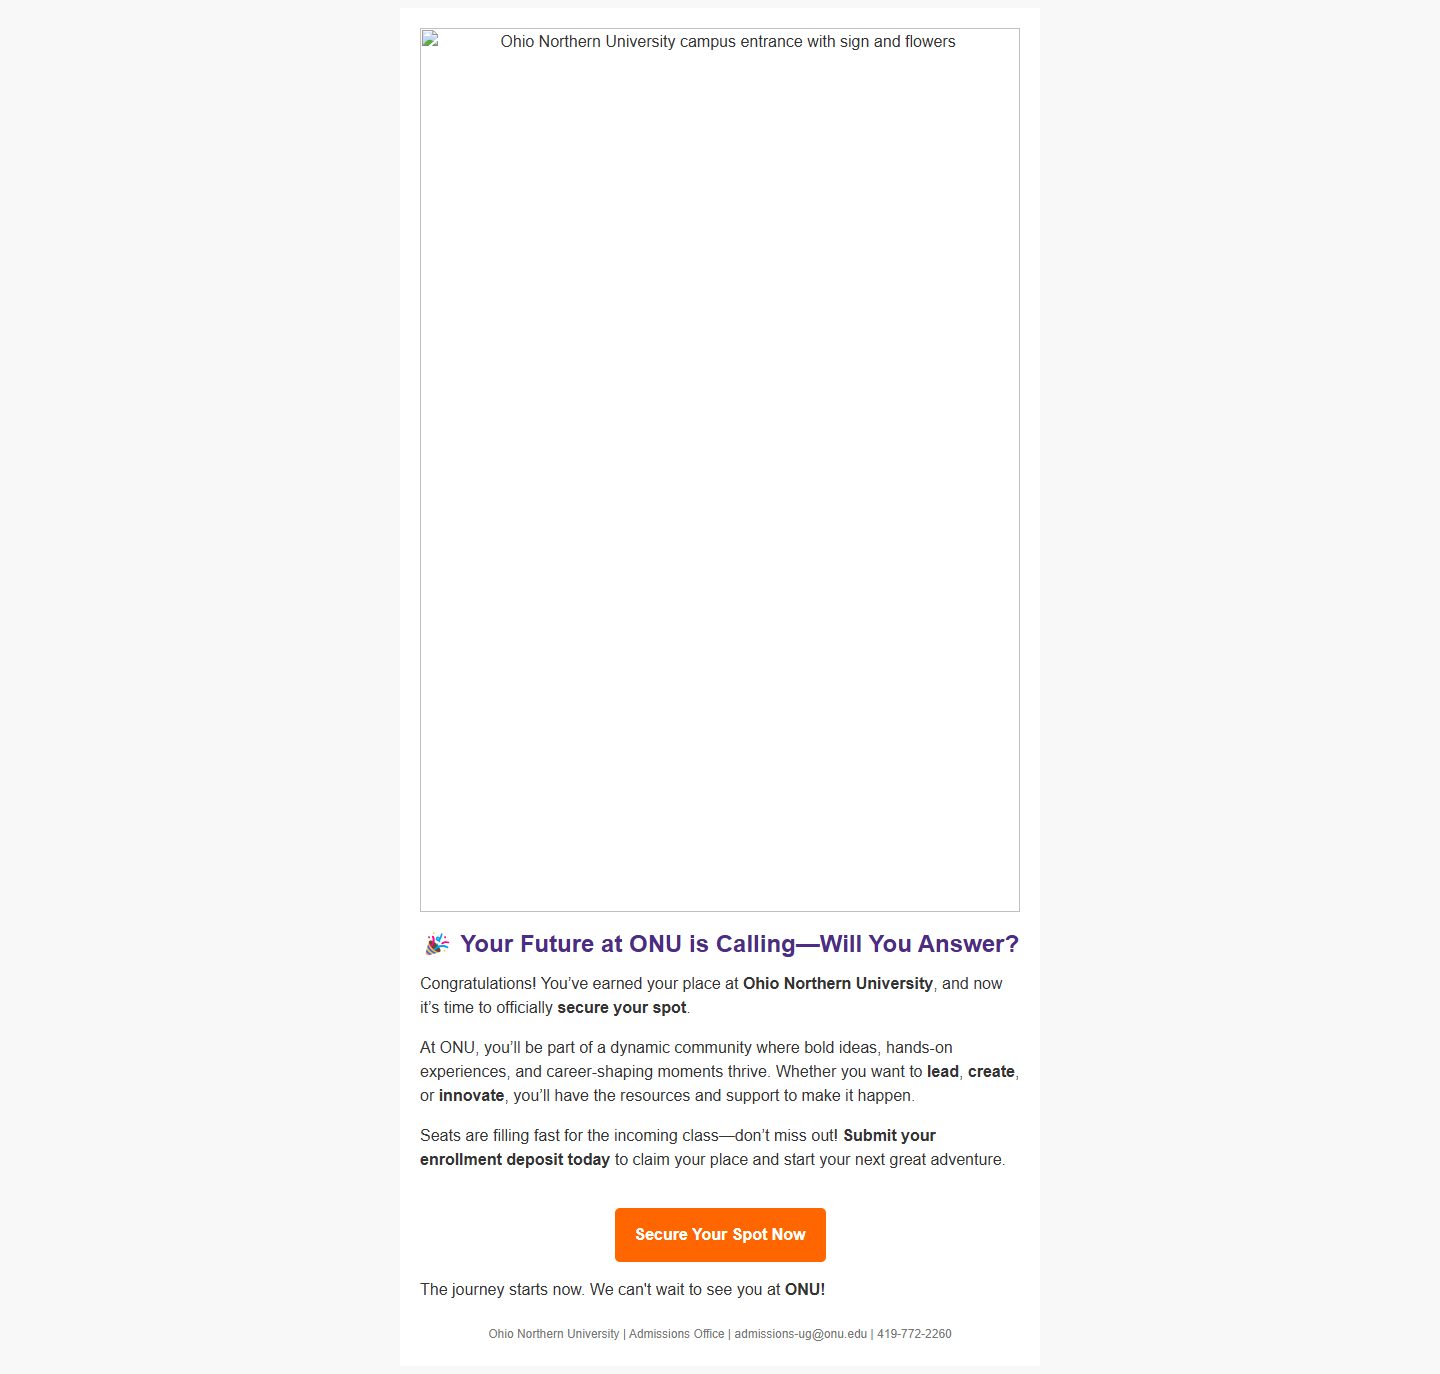 Ohio Northern University campus entrance with sign and flowers
🎉 Your Future at ONU is Calling—Will You Answer?
Congratulations! You’ve earned your place at Ohio Northern University, and now
it’s time to officially secure your spot.
At ONU, you’ll be part of a dynamic community where bold ideas, hands-on
experiences, and career-shaping moments thrive. Whether you want to lead, create,
or innovate, you’ll have the resources and support to make it happen.
Seats are filling fast for the incoming class—don’t miss out! Submit your
enrollment deposit today to claim your place and start your next great adventure.
Secure Your Spot Now
The journey starts now. We can't wait to see you at ONU!
Ohio Northern University | Admissions Office | admissions-ug@onu.edu | 419-772-2260